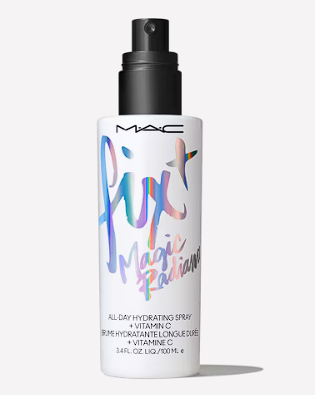 M·A·C
fix+
Magic
Radiance
ALL-DAY HYDRATING SPRAY
+ VITAMIN C
BRUME HYDRATANTE LONGUE DURÉE
+ VITAMINE C
3.4 FL. OZ. LIQ./100 ML e